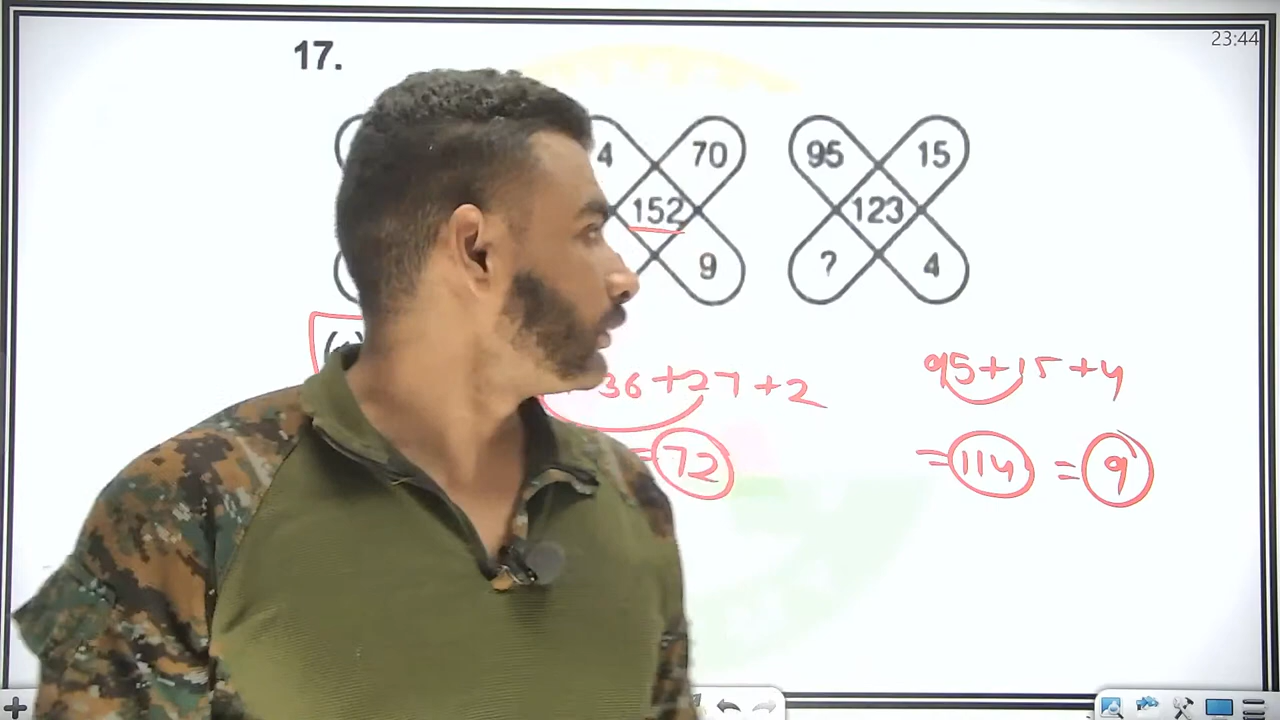 23:44
17.
4 70 95 15
152 123
9 ? 4
36 + 27 + 2
95 + 15 + 4
= 72
= 114 = 9